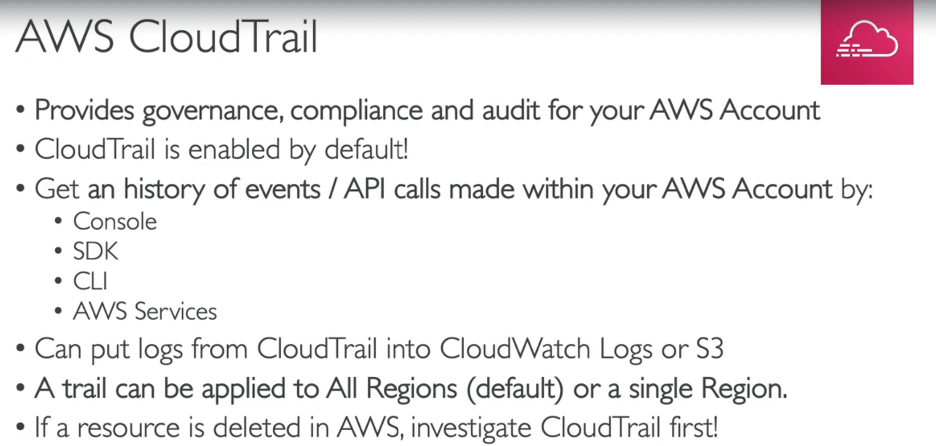 AWS CloudTrail
• Provides governance, compliance and audit for your AWS Account
• CloudTrail is enabled by default!
• Get an history of events / API calls made within your AWS Account by:
• Console
• SDK
• CLI
• AWS Services
• Can put logs from CloudTrail into CloudWatch Logs or S3
• A trail can be applied to All Regions (default) or a single Region.
• If a resource is deleted in AWS, investigate CloudTrail first!